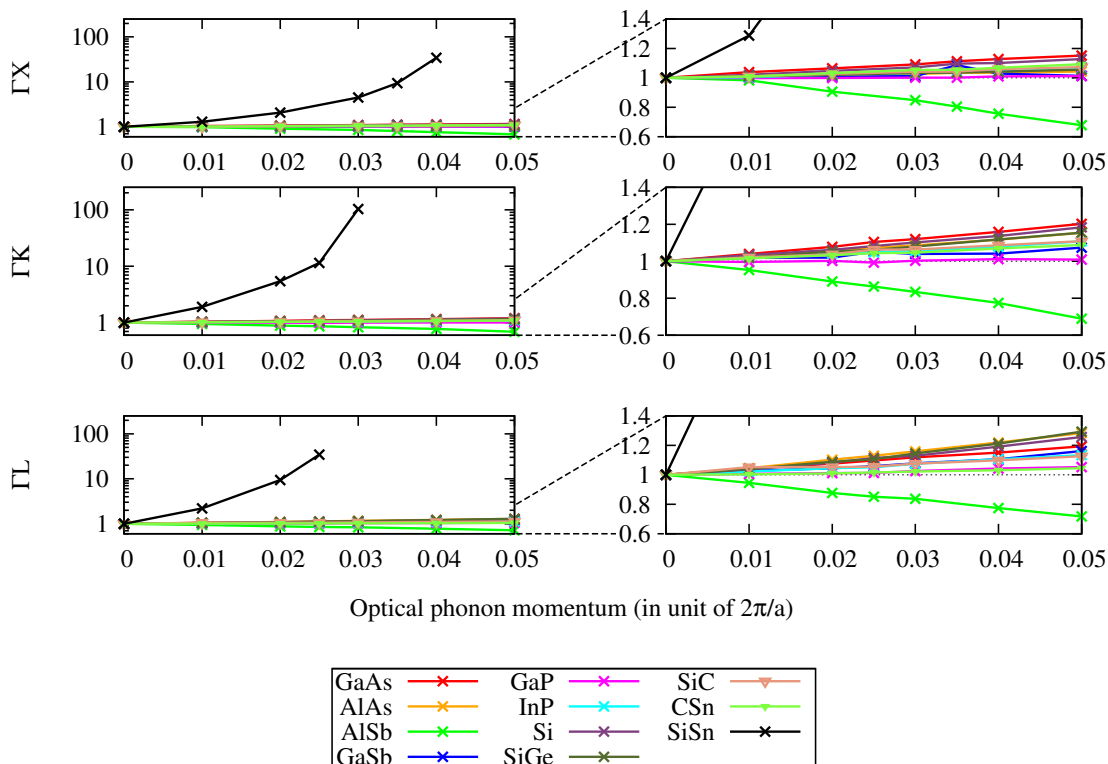 ΓX
100
10
1
0 0.01 0.02 0.03 0.04 0.05
1.4
1.2
1
0.8
0.6
0 0.01 0.02 0.03 0.04 0.05
ΓK
100
10
1
0 0.01 0.02 0.03 0.04 0.05
1.4
1.2
1
0.8
0.6
0 0.01 0.02 0.03 0.04 0.05
ΓL
100
10
1
0 0.01 0.02 0.03 0.04 0.05
1.4
1.2
1
0.8
0.6
0 0.01 0.02 0.03 0.04 0.05
Optical phonon momentum (in unit of 2π/a)
GaAs GaP SiC
AlAs InP CSn
AlSb Si SiSn
GaSb SiGe